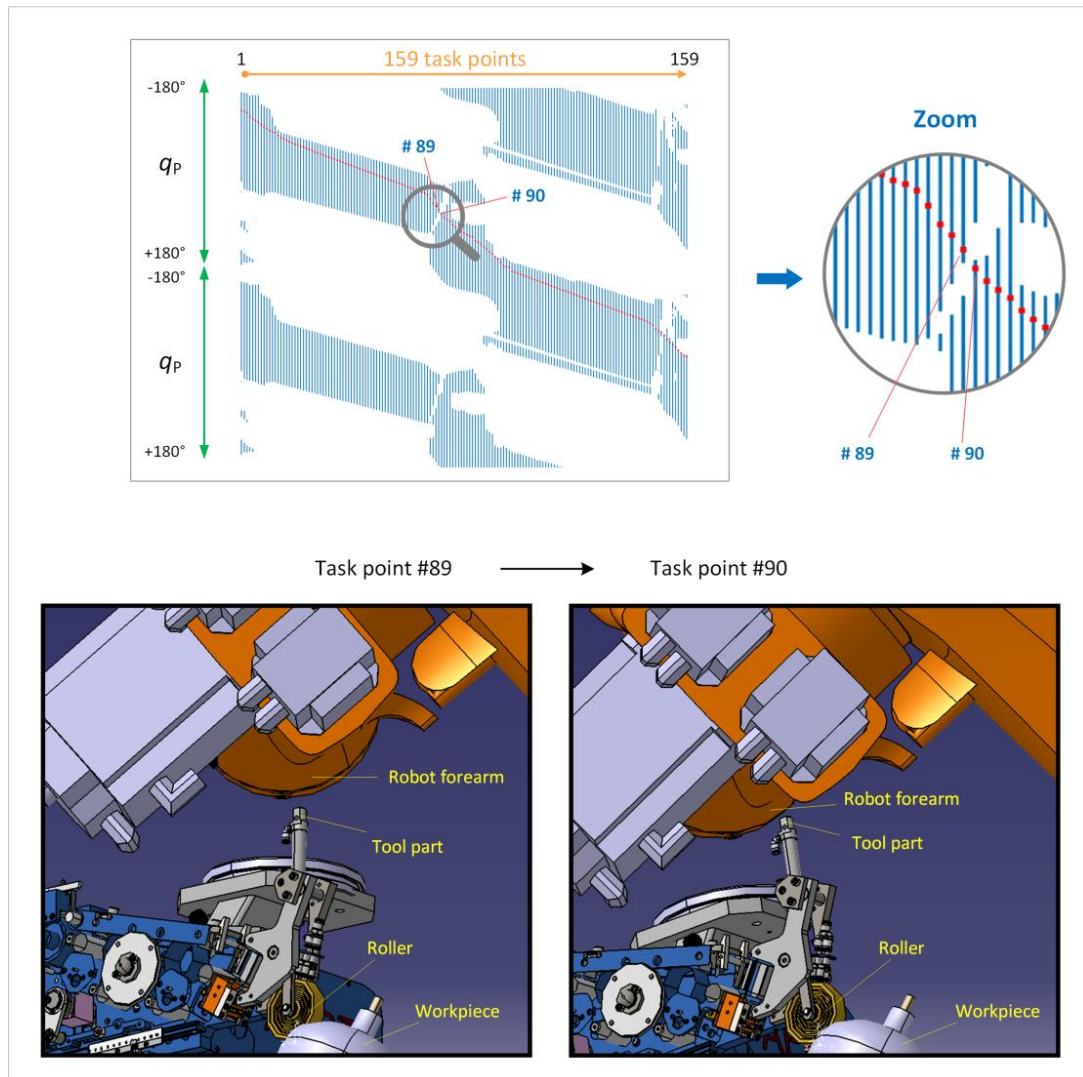 1
159 task points
159
-180°
qP
# 89
# 90
+180°
-180°
qP
+180°
Zoom
# 89
# 90
Task point #89
Task point #90
Robot forearm
Tool part
Roller
Workpiece
Robot forearm
Tool part
Roller
Workpiece